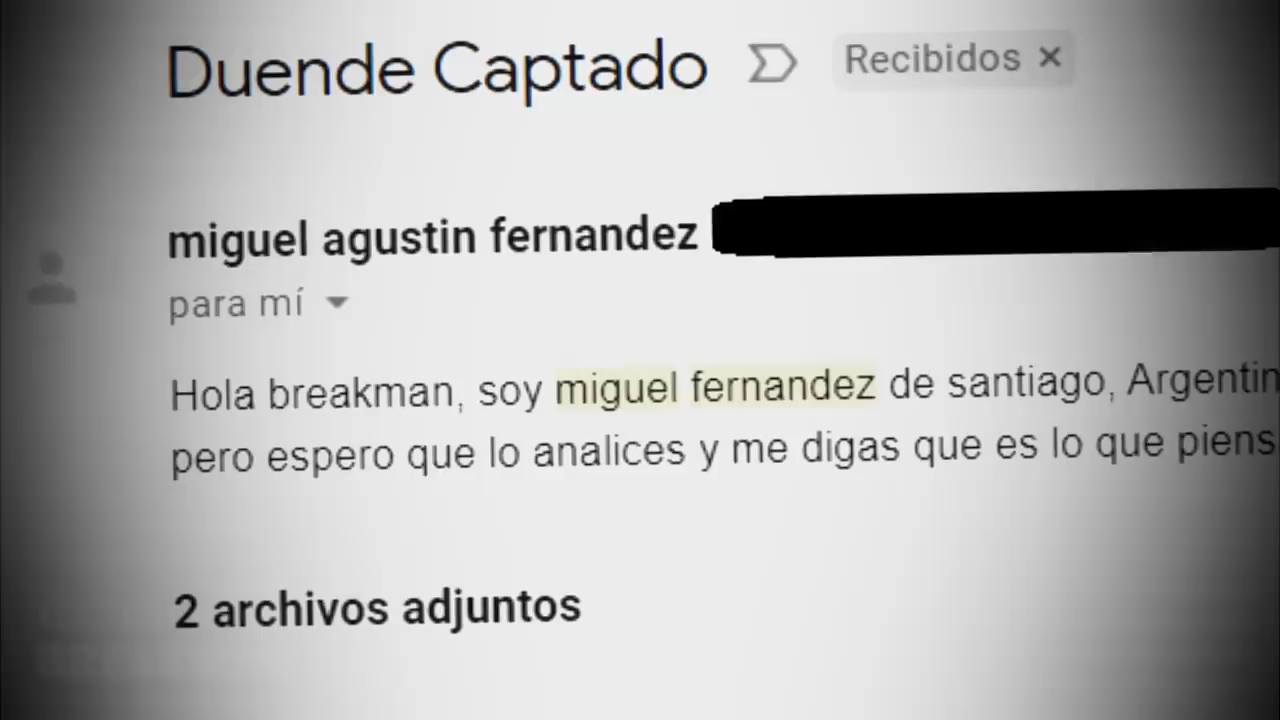 Duende Captado Recibidos ×
miguel agustin fernandez
para mí
Hola breakman, soy miguel fernandez de santiago,
pero espero que lo analices y me digas que es lo que
2 archivos adjuntos